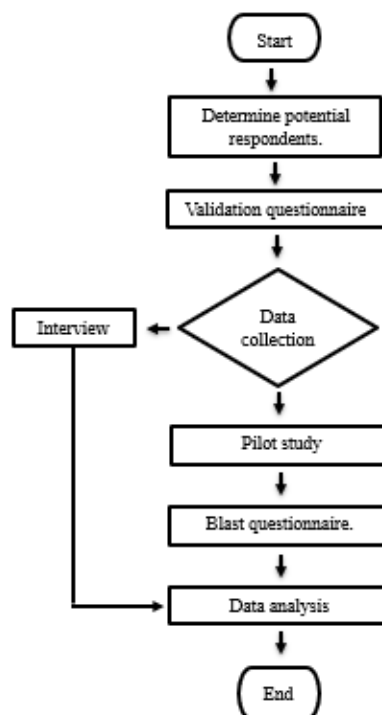 Start
Determine potential
respondents.
Validation questionnaire
Data
collection
Interview
Pilot study
Blast questionnaire.
Data analysis
End